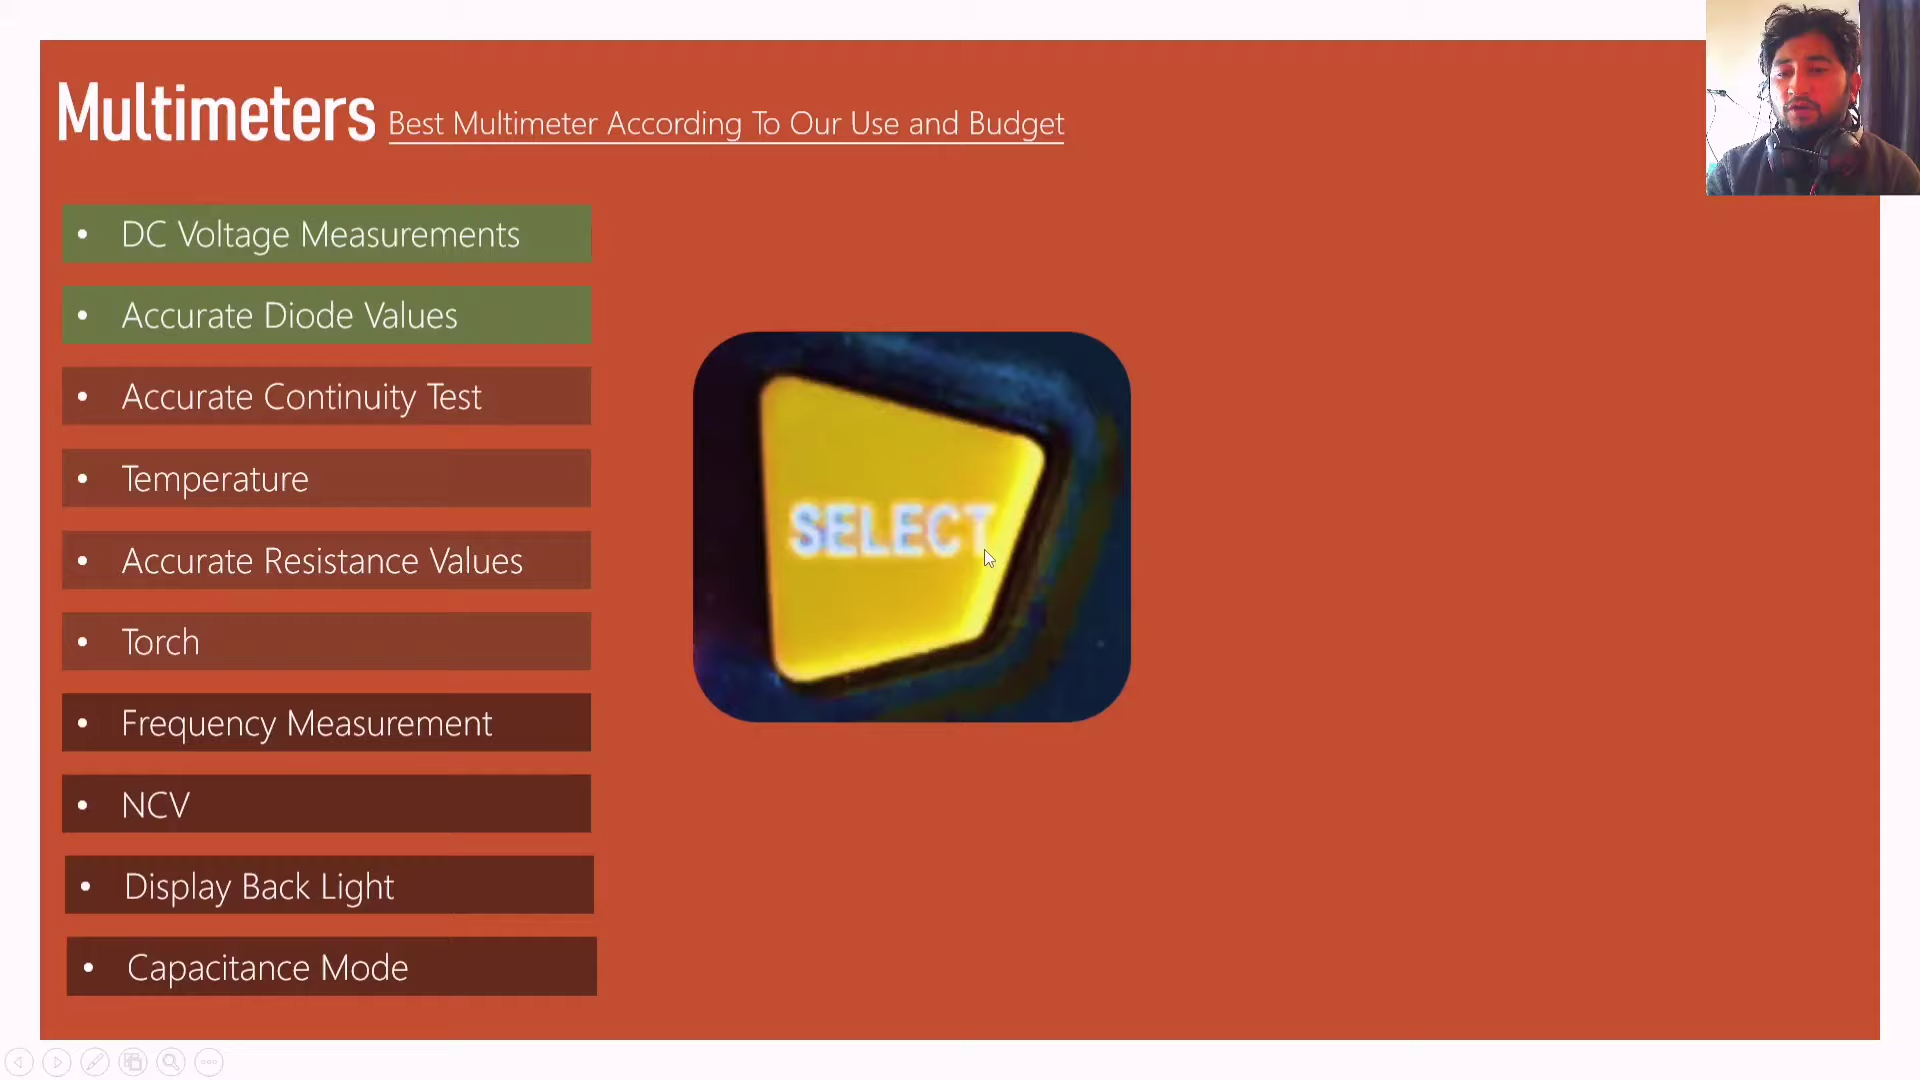 Multimeters Best Multimeter According To Our Use and Budget
• DC Voltage Measurements
• Accurate Diode Values
• Accurate Continuity Test
• Temperature
• Accurate Resistance Values
• Torch
• Frequency Measurement
• NCV
• Display Back Light
• Capacitance Mode
SELECT